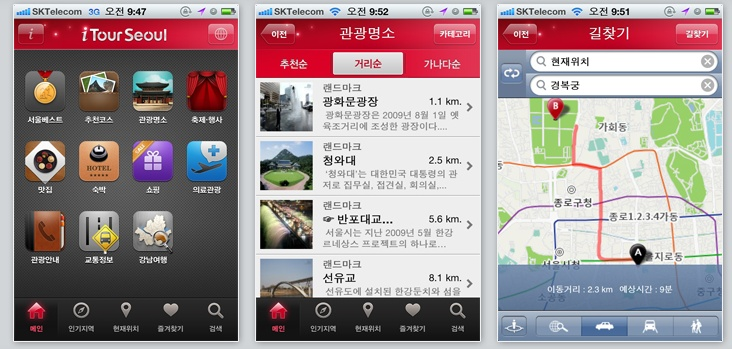 SKTelecom 3G 오전 9:47
i
i Tour Seoul
서울베스트
추천코스
관광명소
축제·행사
맛집
HOTEL
숙박
SALE
쇼핑
의료관광
관광안내
교통정보
강남여행
메인
인기지역
현재위치
즐겨찾기
검색
SKTelecom 오전 9:52
이전
관광명소
카테고리
추천순
거리순
가나다순
랜드마크
광화문광장
1.1 km.
광화문광장은 2009년 8월 1일 옛
육조거리에 조성한 광장이다....
랜드마크
청와대
2.5 km.
'청와대'는 대한민국 대통령의 관
저로 집무실, 접견실, 회의실,...
랜드마크
☞ 반포대교...
5.6 km.
서울시는 지난 2009년 5월 한강
르네상스 프로젝트의 하나로...
랜드마크
선유교
8.1 km.
선유도에 설치된 한강둔치와 섬을
메인
인기지역
현재위치
즐겨찾기
검색
SKTelecom 오전 9:51
이전
길찾기
길찾기
현재위치
경복궁
B
가회동
종로구청
종로1.2.3.4가동
A
서울시청
을지로동
이동거리 : 2.3 km 예상시간 : 9분
소공동
중구청